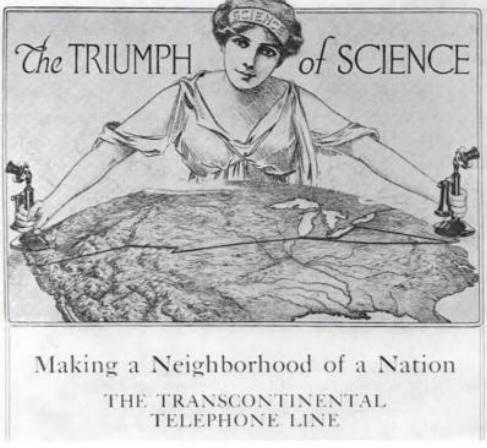 SCIENCE
The TRIUMPH of SCIENCE
Making a Neighborhood of a Nation
THE TRANSCONTINENTAL
TELEPHONE LINE